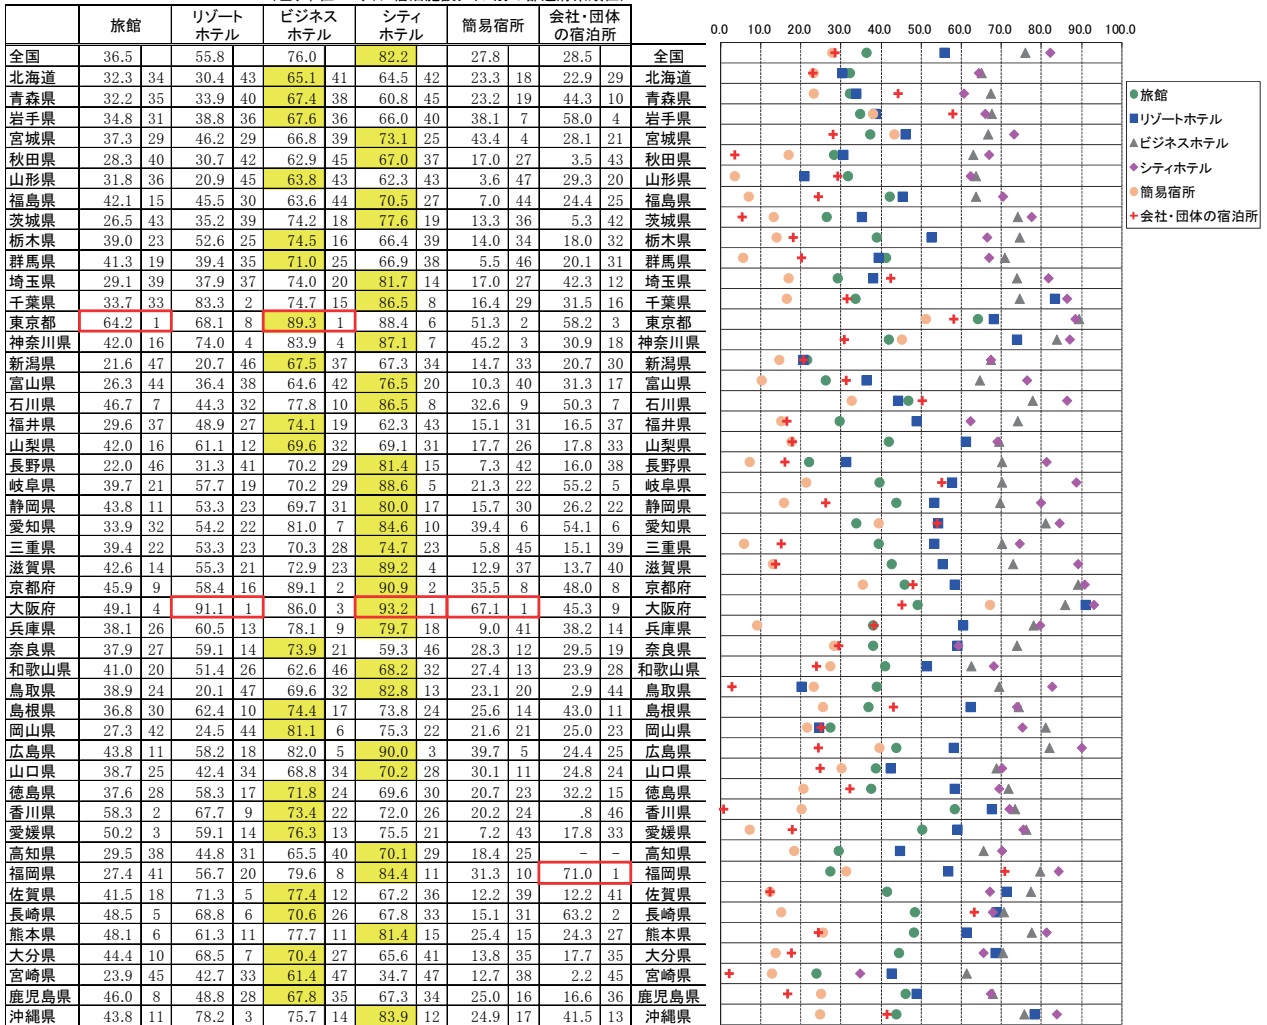 旅館 リゾート ホテル ビジネス ホテル シティ ホテル 簡易宿所 会社・団体 の宿泊所
全国 36.5 55.8 76.0 82.2 27.8 28.5 全国
北海道 32.3 34 30.4 43 65.1 41 64.5 42 23.3 18 22.9 29 北海道
青森県 32.2 35 33.9 40 67.4 38 60.8 45 23.2 19 44.3 10 青森県
岩手県 34.8 31 38.8 36 67.6 36 66.0 40 38.1 7 58.0 4 岩手県
宮城県 37.3 29 46.2 29 66.8 39 73.1 25 43.4 4 28.1 21 宮城県
秋田県 28.3 40 30.7 42 62.9 45 67.0 37 17.0 27 3.5 43 秋田県
山形県 31.8 36 20.9 45 63.8 43 62.3 43 3.6 47 29.3 20 山形県
福島県 42.1 15 45.5 30 63.6 44 70.5 27 7.0 44 24.4 25 福島県
茨城県 26.5 43 35.2 39 74.2 18 77.6 19 13.3 36 5.3 42 茨城県
栃木県 39.0 23 52.6 25 74.5 16 66.4 39 14.0 34 18.0 32 栃木県
群馬県 41.3 19 39.4 35 71.0 25 66.9 38 5.5 46 20.1 31 群馬県
埼玉県 29.1 39 37.9 37 74.0 20 81.7 14 17.0 27 42.3 12 埼玉県
千葉県 33.7 33 83.3 2 74.7 15 86.5 8 16.4 29 31.5 16 千葉県
東京都 64.2 1 68.1 8 89.3 1 88.4 6 51.3 2 58.2 3 東京都
神奈川県 42.0 16 74.0 4 83.9 4 87.1 7 45.2 3 30.9 18 神奈川県
新潟県 21.6 47 20.7 46 67.5 37 67.3 34 14.7 33 20.7 30 新潟県
富山県 26.3 44 36.4 38 64.6 42 76.5 20 10.3 40 31.3 17 富山県
石川県 46.7 7 44.3 32 77.8 10 86.5 8 32.6 9 50.3 7 石川県
福井県 29.6 37 48.9 27 74.1 19 62.3 43 15.1 31 16.5 37 福井県
山梨県 42.0 16 61.1 12 69.6 32 69.1 31 17.7 26 17.8 33 山梨県
長野県 22.0 46 31.3 41 70.2 29 81.4 15 7.3 42 16.0 38 長野県
岐阜県 39.7 21 57.7 19 70.2 29 88.6 5 21.3 22 55.2 5 岐阜県
静岡県 43.8 11 53.3 23 69.7 31 80.0 17 15.7 30 26.2 22 静岡県
愛知県 33.9 32 54.2 22 81.0 7 84.6 10 39.4 6 54.1 6 愛知県
三重県 39.4 22 53.3 23 70.3 28 74.7 23 5.8 45 15.1 39 三重県
滋賀県 42.6 14 55.3 21 72.9 23 89.2 4 12.9 37 13.7 40 滋賀県
京都府 45.9 9 58.4 16 89.1 2 90.9 2 35.5 8 48.0 8 京都府
大阪府 49.1 4 91.1 1 86.0 3 93.2 1 67.1 1 45.3 9 大阪府
兵庫県 38.1 26 60.5 13 78.1 9 79.7 18 9.0 41 38.2 14 兵庫県
奈良県 37.9 27 59.1 14 73.9 21 59.3 46 28.3 12 29.5 19 奈良県
和歌山県 41.0 20 51.4 26 62.6 46 68.2 32 27.4 13 23.9 28 和歌山県
鳥取県 38.9 24 20.1 47 69.6 32 82.8 13 23.1 20 2.9 44 鳥取県
島根県 36.8 30 62.4 10 74.4 17 73.8 24 25.6 14 43.0 11 島根県
岡山県 27.3 42 24.5 44 81.1 6 75.3 22 21.6 21 25.0 23 岡山県
広島県 43.8 11 58.2 18 82.0 5 90.0 3 39.7 5 24.4 25 広島県
山口県 38.7 25 42.4 34 68.8 34 70.2 28 30.1 11 24.8 24 山口県
徳島県 37.6 28 58.3 17 71.8 24 69.6 30 20.7 23 32.2 15 徳島県
香川県 58.3 2 67.7 9 73.4 22 72.0 26 20.2 24 .8 46 香川県
愛媛県 50.2 3 59.1 14 76.3 13 75.5 21 7.2 43 17.8 33 愛媛県
高知県 29.5 38 44.8 31 65.5 40 70.1 29 18.4 25 − − 高知県
福岡県 27.4 41 56.7 20 79.6 8 84.4 11 31.3 10 71.0 1 福岡県
佐賀県 41.5 18 71.3 5 77.4 12 67.2 36 12.2 39 12.2 41 佐賀県
長崎県 48.5 5 68.8 6 70.6 26 67.8 33 15.1 31 63.2 2 長崎県
熊本県 48.1 6 61.3 11 77.7 11 81.4 15 25.4 15 24.3 27 熊本県
大分県 44.4 10 68.5 7 70.4 27 65.6 41 13.8 35 17.7 35 大分県
宮崎県 23.9 45 42.7 33 61.4 47 34.7 47 12.7 38 2.2 45 宮崎県
鹿児島県 46.0 8 48.8 28 67.8 35 67.3 34 25.0 16 16.6 36 鹿児島県
沖縄県 43.8 11 78.2 3 75.7 14 83.9 12 24.9 17 41.5 13 沖縄県
0.0 10.0 20.0 30.0 40.0 50.0 60.0 70.0 80.0 90.0 100.0
旅館
リゾートホテル
ビジネスホテル
シティホテル
簡易宿所
会社・団体の宿泊所